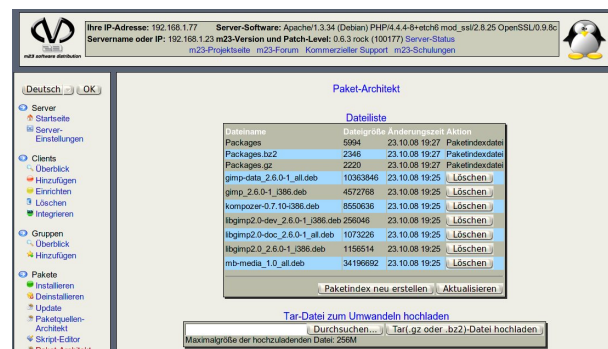 Ihre IP-Adresse: 192.168.1.77 Server-Software: Apache/1.3.34 (Debian) PHP/4.4.4-8+etch6 mod_ssl/2.8.25 OpenSSL/0.9.8c
Servername oder IP: 192.168.1.23 m23-Version und Patch-Level: 0.6.3 rock (100177) Server-Status
m23-Projektseite m23-Forum Kommerzieller Support m23-Schulungen
m23 software distribution
Deutsch OK
Server
Startseite
Server-
Einstellungen
Clients
Überblick
Hinzufügen
Einrichten
Löschen
Integrieren
Gruppen
Überblick
Hinzufügen
Pakete
Installieren
Deinstallieren
Update
Paketquellen-
Architekt
Skript-Editor
Paket-Architekt
Paket-Architekt
Dateiliste
Dateiname Dateigröße Änderungszeit Aktion
Packages 5994 23.10.08 19:27 Paketindexdatei
Packages.bz2 2346 23.10.08 19:27 Paketindexdatei
Packages.gz 2220 23.10.08 19:27 Paketindexdatei
gimp-data_2.6.0-1_all.deb 10363846 23.10.08 19:25 Löschen
gimp_2.6.0-1_i386.deb 4572768 23.10.08 19:25 Löschen
kompozer-0.7.10-i386.deb 8550636 23.10.08 19:25 Löschen
libgimp2.0-dev_2.6.0-1_i386.deb 256046 23.10.08 19:25 Löschen
libgimp2.0-doc_2.6.0-1_all.deb 1073226 23.10.08 19:25 Löschen
libgimp2.0_2.6.0-1_i386.deb 1156514 23.10.08 19:25 Löschen
mb-media_1.0_all.deb 34196692 23.10.08 19:25 Löschen
Paketindex neu erstellen Aktualisieren
Tar-Datei zum Umwandeln hochladen
Durchsuchen... Tar(.gz oder .bz2)-Datei hochladen
Maximalgröße der hochzuladenden Datei: 256M